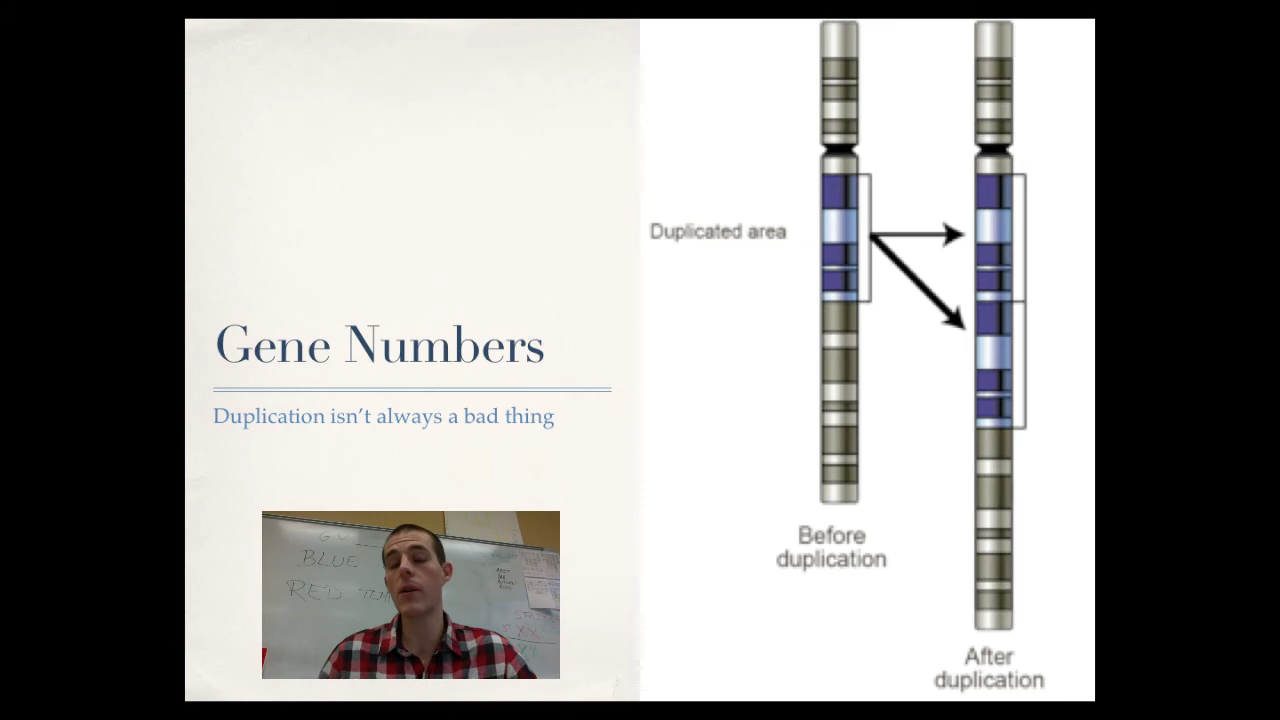 Gene Numbers
Duplication isn't always a bad thing
BLUE
RED
Duplicated area
Before
duplication
After
duplication